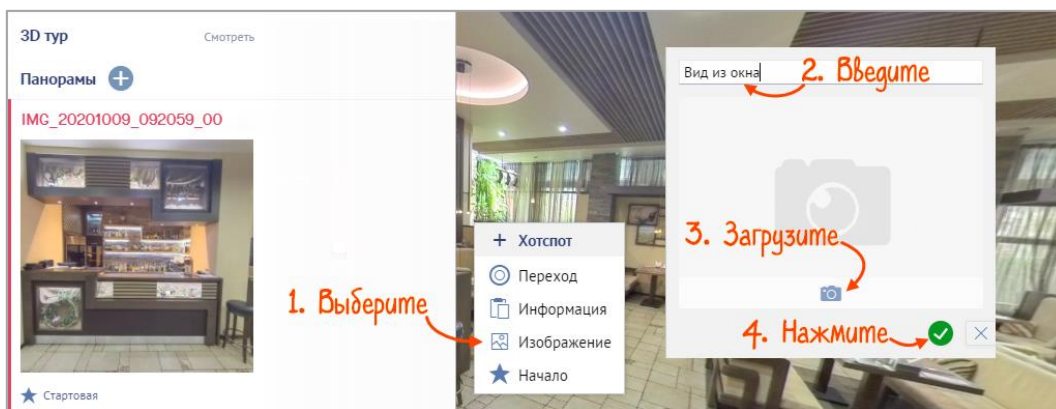 3D тур
Смотреть
Панорамы
IMG_20201009_092059_00
Стартовая
1. Выберите
+ Хотспот
Переход
Информация
Изображение
Начало
Вид из окна
2. Введите
3. Загрузите
4. Нажмите